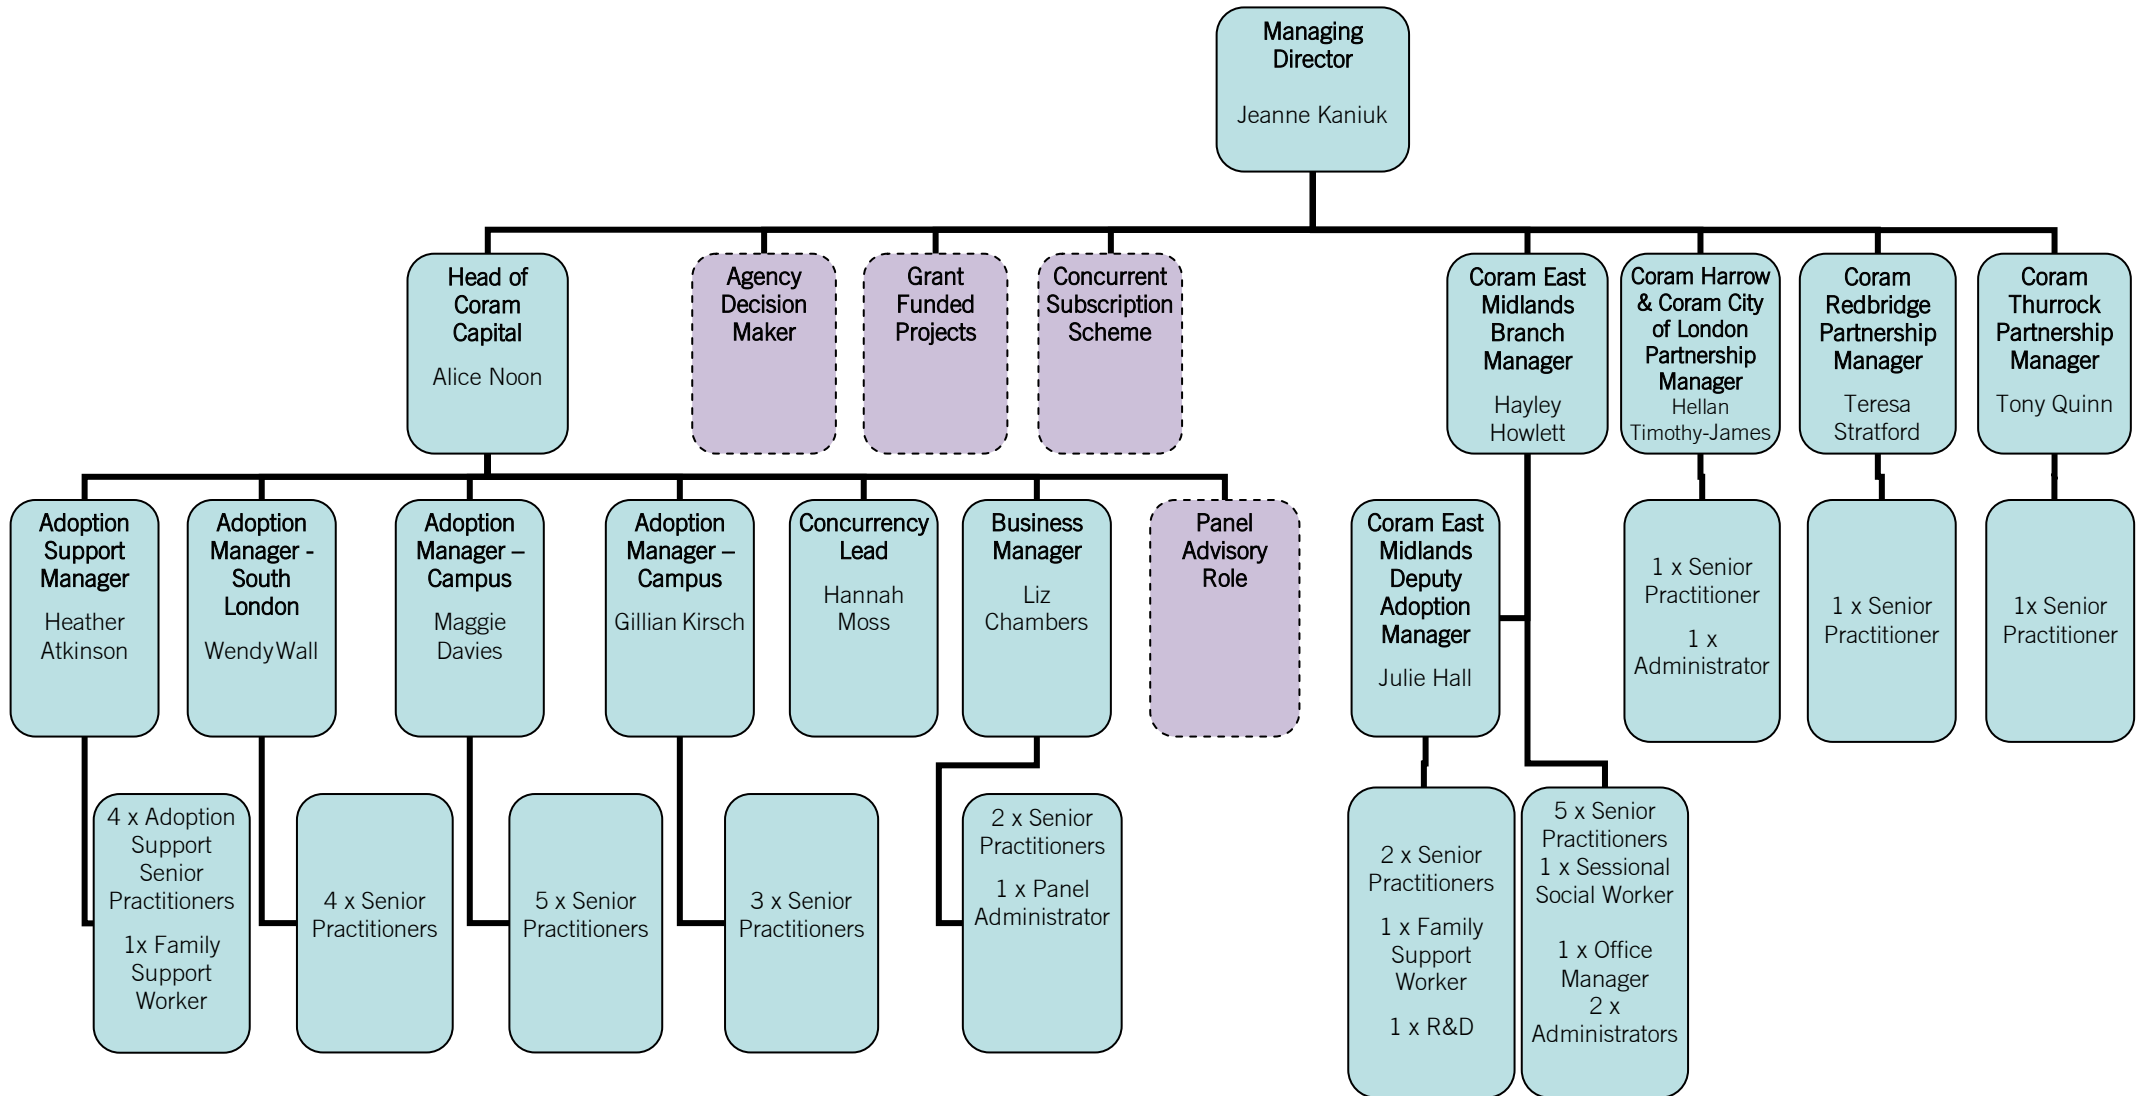 Managing
Director
Jeanne Kaniuk
Head of
Coram
Capital
Alice Noon
Agency
Decision
Maker
Grant
Funded
Projects
Concurrent
Subscription
Scheme
Coram East
Midlands
Branch
Manager
Hayley
Howlett
Coram Harrow
& Coram City
of London
Partnership
Manager
Hellan
Timothy-James
Coram
Redbridge
Partnership
Manager
Teresa
Stratford
Coram
Thurrock
Partnership
Manager
Tony Quinn
Adoption
Support
Manager
Heather
Atkinson
Adoption
Manager -
South
London
Wendy Wall
Adoption
Manager –
Campus
Maggie
Davies
Adoption
Manager –
Campus
Gillian Kirsch
Concurrency
Lead
Hannah
Moss
Business
Manager
Liz
Chambers
Panel
Advisory
Role
Coram East
Midlands
Deputy
Adoption
Manager
Julie Hall
1 x Senior
Practitioner
1 x
Administrator
1 x Senior
Practitioner
1x Senior
Practitioner
4 x Adoption
Support
Senior
Practitioners
1x Family
Support
Worker
4 x Senior
Practitioners
5 x Senior
Practitioners
3 x Senior
Practitioners
2 x Senior
Practitioners
1 x Panel
Administrator
2 x Senior
Practitioners
1 x Family
Support
Worker
1 x R&D
5 x Senior
Practitioners
1 x Sessional
Social Worker
1 x Office
Manager
2 x
Administrators